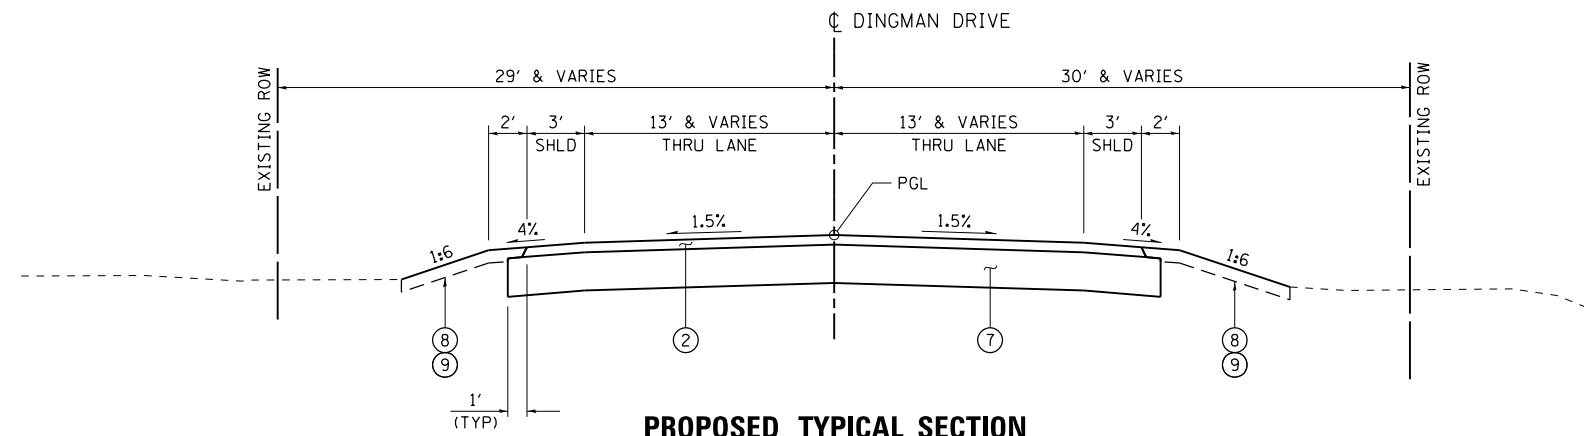 ℄ DINGMAN DRIVE
EXISTING ROW
29' & VARIES
30' & VARIES
EXISTING ROW
2'
3'
SHLD
13' & VARIES
THRU LANE
13' & VARIES
THRU LANE
3'
SHLD
2'
PGL
1:6
4%
1.5%
1.5%
4%
1:6
8
9
2
7
8
9
1'
(TYP)
PROPOSED TYPICAL SECTION